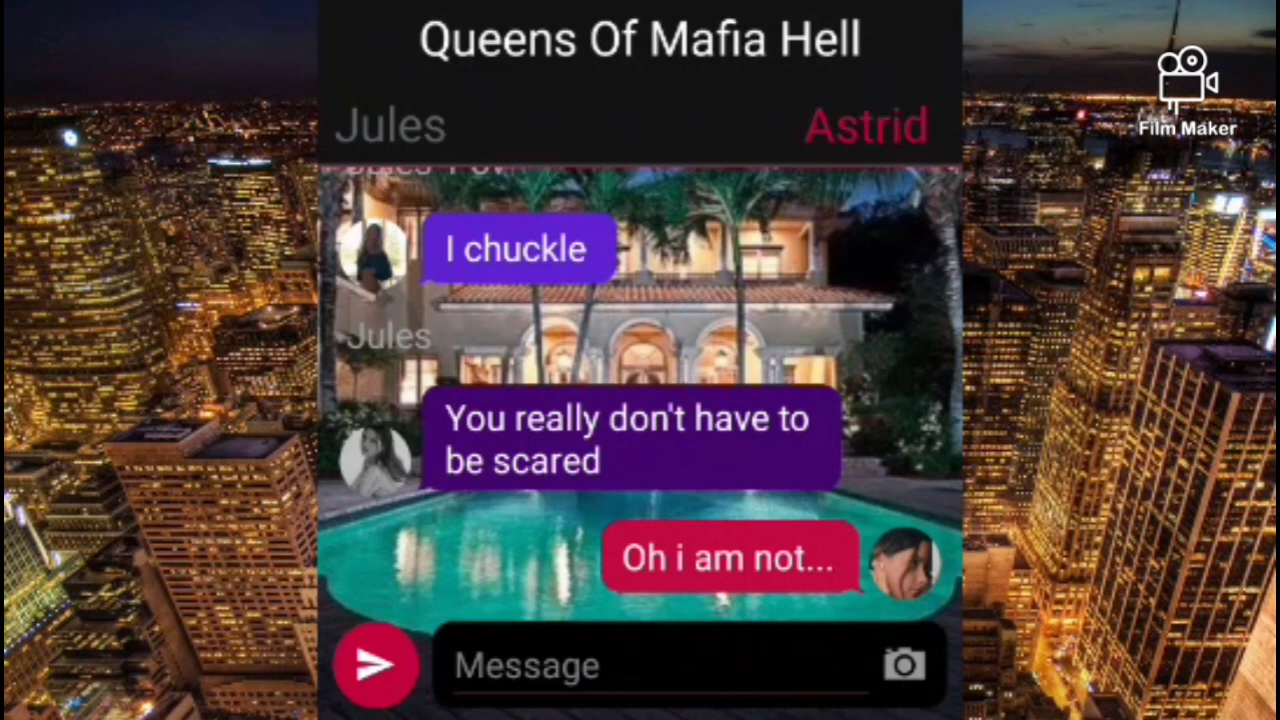 Queens Of Mafia Hell
Film Maker
Jules
Astrid
I chuckle
Jules
You really don't have to
be scared
Oh i am not...
Message